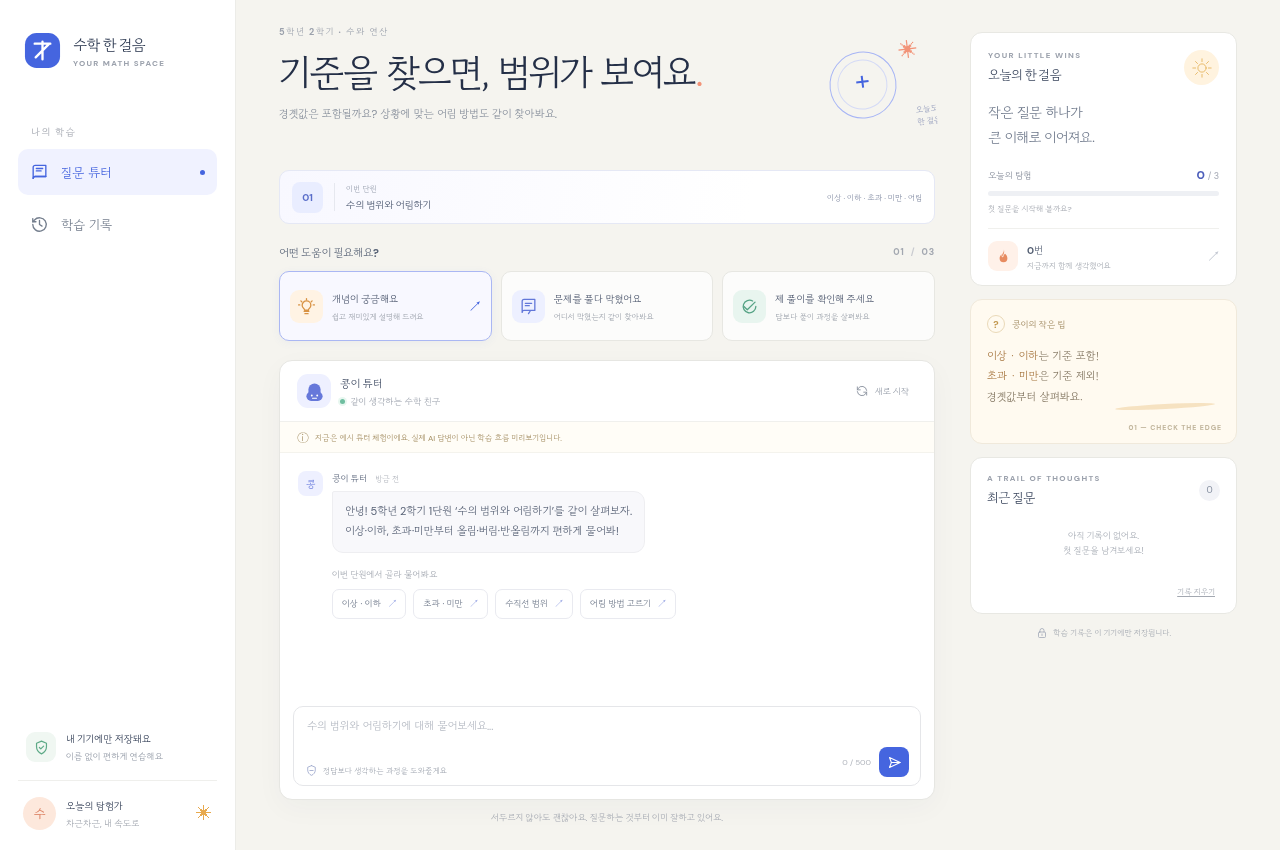 수학 한 걸음
YOUR MATH SPACE
나의 학습
질문 튜터
학습 기록
내 기기에만 저장돼요
이름 없이 편하게 연습해요
수
오늘의 탐험가
차근차근, 내 속도로
5학년 2학기 · 수와 연산
기준을 찾으면, 범위가 보여요.
경곗값은 포함될까요? 상황에 맞는 어림 방법도 같이 찾아봐요.
+
한 걸음
01
이번 단원
수의 범위와 어림하기
이상 · 이하 · 초과 · 미만 · 어림
어떤 도움이 필요해요?
01 / 03
개념이 궁금해요
쉽고 재미있게 설명해 드려요
문제를 풀다 막혔어요
어디서 막혔는지 같이 찾아봐요
제 풀이를 확인해 주세요
답보다 풀이 과정을 살펴봐요
콩이 튜터
같이 생각하는 수학 친구
새로 시작
지금은 예시 튜터 체험이에요. 실제 AI 답변이 아닌 학습 흐름 미리보기입니다.
콩
콩이 튜터 방금 전
안녕! 5학년 2학기 1단원 ‘수의 범위와 어림하기’를 같이 살펴보자.
이상·이하, 초과·미만부터 올림·버림·반올림까지 편하게 물어봐!
이번 단원에서 골라 물어봐요
이상 · 이하
초과 · 미만
수직선 범위
어림 방법 고르기
수의 범위와 어림하기에 대해 물어보세요…
정답보다 생각하는 과정을 도와줄게요
0 / 500
서두르지 않아도 괜찮아요. 질문하는 것부터 이미 잘하고 있어요.
YOUR LITTLE WINS
오늘의 한 걸음
작은 질문 하나가
큰 이해로 이어져요.
오늘의 탐험
0 / 3
첫 질문을 시작해 볼까요?
0번
지금까지 함께 생각했어요
?
콩이의 작은 팁
이상 · 이하는 기준 포함!
초과 · 미만은 기준 제외!
경곗값부터 살펴봐요.
01 — CHECK THE EDGE
A TRAIL OF THOUGHTS
최근 질문
0
아직 기록이 없어요.
첫 질문을 남겨보세요!
기록 지우기
학습 기록은 이 기기에만 저장됩니다.